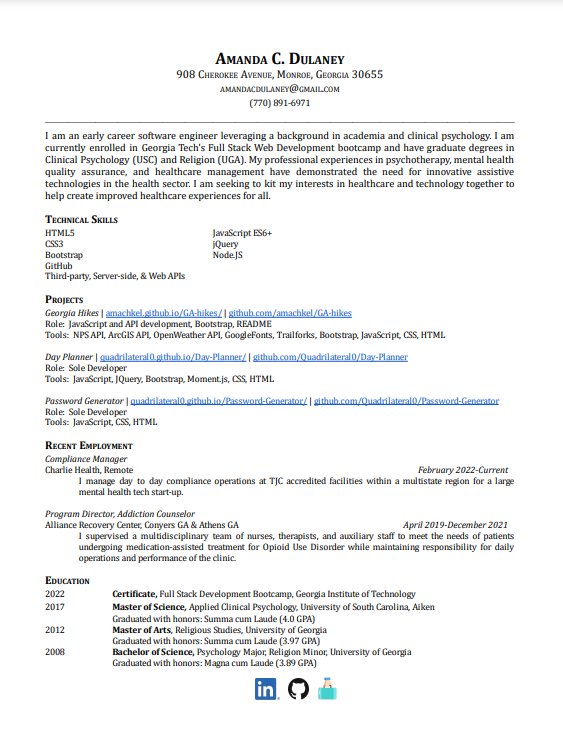 Amanda C. Dulaney
908 Cherokee Avenue, Monroe, Georgia 30655
amandacdulaney@gmail.com
(770) 891-6971
I am an early career software engineer leveraging a background in academia and clinical psychology. I am
currently enrolled in Georgia Tech's Full Stack Web Development bootcamp and have graduate degrees in
Clinical Psychology (USC) and Religion (UGA). My professional experiences in psychotherapy, mental health
quality assurance, and healthcare management have demonstrated the need for innovative assistive
technologies in the health sector. I am seeking to kit my interests in healthcare and technology together to
help create improved healthcare experiences for all.
Technical Skills
HTML5 JavaScript ES6+
CSS3 jQuery
Bootstrap Node.JS
GitHub
Third-party, Server-side, & Web APIs
Projects
Georgia Hikes | amachkel.github.io/GA-hikes/ | github.com/amachkel/GA-hikes
Role: JavaScript and API development, Bootstrap, README
Tools: NPS API, ArcGIS API, OpenWeather API, GoogleFonts, Trailforks, Bootstrap, JavaScript, CSS, HTML
Day Planner | quadrilateral0.github.io/Day-Planner/ | github.com/Quadrilateral0/Day-Planner
Role: Sole Developer
Tools: JavaScript, JQuery, Bootstrap, Moment.js, CSS, HTML
Password Generator | quadrilateral0.github.io/Password-Generator/ | github.com/Quadrilateral0/Password-Generator
Role: Sole Developer
Tools: JavaScript, CSS, HTML
Recent Employment
Compliance Manager
Charlie Health, Remote February 2022-Current
I manage day to day compliance operations at TJC accredited facilities within a multistate region for a large
mental health tech start-up.
Program Director, Addiction Counselor
Alliance Recovery Center, Conyers GA & Athens GA April 2019-December 2021
I supervised a multidisciplinary team of nurses, therapists, and auxiliary staff to meet the needs of patients
undergoing medication-assisted treatment for Opioid Use Disorder while maintaining responsibility for daily
operations and performance of the clinic.
Education
2022 Certificate, Full Stack Development Bootcamp, Georgia Institute of Technology
2017 Master of Science, Applied Clinical Psychology, University of South Carolina, Aiken
Graduated with honors: Summa cum Laude (4.0 GPA)
2012 Master of Arts, Religious Studies, University of Georgia
Graduated with honors: Summa cum Laude (3.97 GPA)
2008 Bachelor of Science, Psychology Major, Religion Minor, University of Georgia
Graduated with honors: Magna cum Laude (3.89 GPA)
in